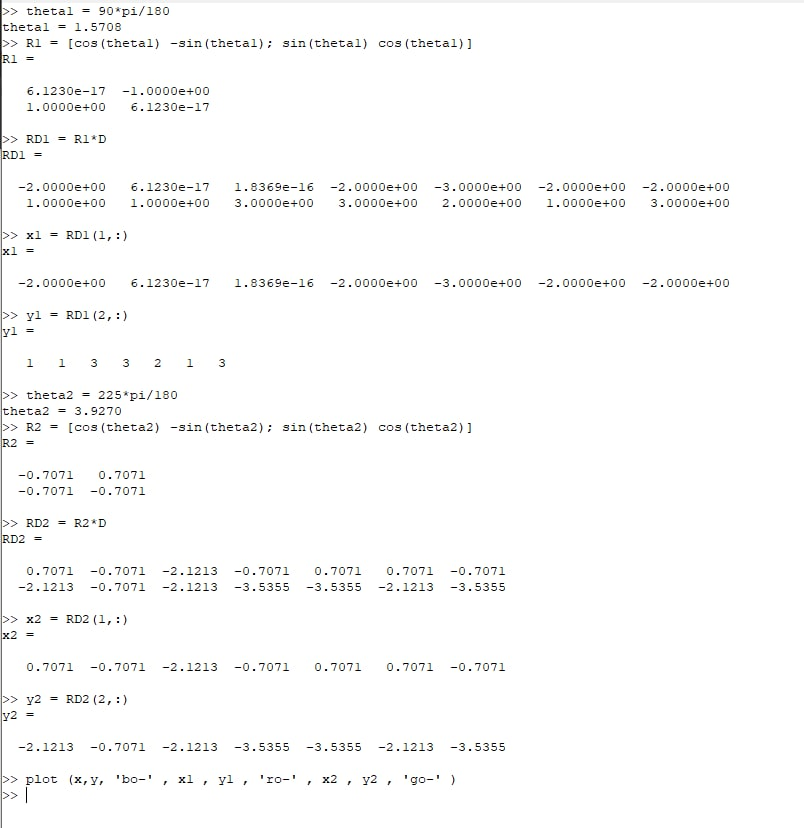 >> theta1 = 90*pi/180
theta1 = 1.5708
>> R1 = [cos(theta1) -sin(theta1); sin(theta1) cos(theta1)]
R1 =
6.1230e-17 -1.0000e+00
1.0000e+00 6.1230e-17
>> RD1 = R1*D
RD1 =
-2.0000e+00 6.1230e-17 1.8369e-16 -2.0000e+00 -3.0000e+00 -2.0000e+00 -2.0000e+00
1.0000e+00 1.0000e+00 3.0000e+00 3.0000e+00 2.0000e+00 1.0000e+00 3.0000e+00
>> x1 = RD1(1,:)
x1 =
-2.0000e+00 6.1230e-17 1.8369e-16 -2.0000e+00 -3.0000e+00 -2.0000e+00 -2.0000e+00
>> y1 = RD1(2,:)
y1 =
1 1 3 3 2 1 3
>> theta2 = 225*pi/180
theta2 = 3.9270
>> R2 = [cos(theta2) -sin(theta2); sin(theta2) cos(theta2)]
R2 =
-0.7071 0.7071
-0.7071 -0.7071
>> RD2 = R2*D
RD2 =
0.7071 -0.7071 -2.1213 -0.7071 0.7071 0.7071 -0.7071
-2.1213 -0.7071 -2.1213 -3.5355 -3.5355 -2.1213 -3.5355
>> x2 = RD2(1,:)
x2 =
0.7071 -0.7071 -2.1213 -0.7071 0.7071 0.7071 -0.7071
>> y2 = RD2(2,:)
y2 =
-2.1213 -0.7071 -2.1213 -3.5355 -3.5355 -2.1213 -3.5355
>> plot (x,y, 'bo-' , x1 , y1 , 'ro-' , x2 , y2 , 'go-' )
>>